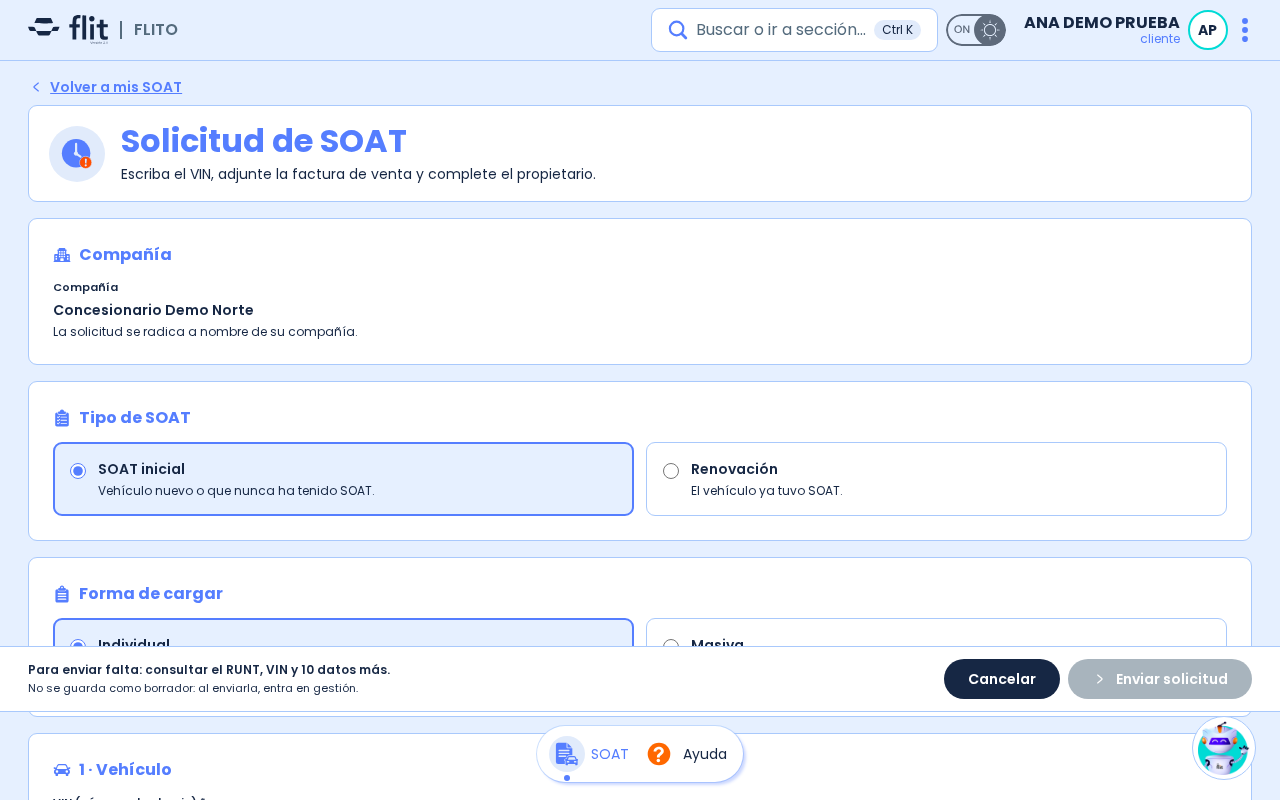 flit | FLITO
Buscar o ir a sección... Ctrl K
ON
ANA DEMO PRUEBA
cliente
AP
Volver a mis SOAT
Solicitud de SOAT
Escriba el VIN, adjunte la factura de venta y complete el propietario.
Compañía
Compañía
Concesionario Demo Norte
La solicitud se radica a nombre de su compañía.
Tipo de SOAT
SOAT inicial
Vehículo nuevo o que nunca ha tenido SOAT.
Renovación
El vehículo ya tuvo SOAT.
Forma de cargar
Individual
Masiva
Para enviar falta: consultar el RUNT, VIN y 10 datos más.
No se guarda como borrador: al enviarla, entra en gestión.
Cancelar
Enviar solicitud
1 · Vehículo
SOAT
Ayuda